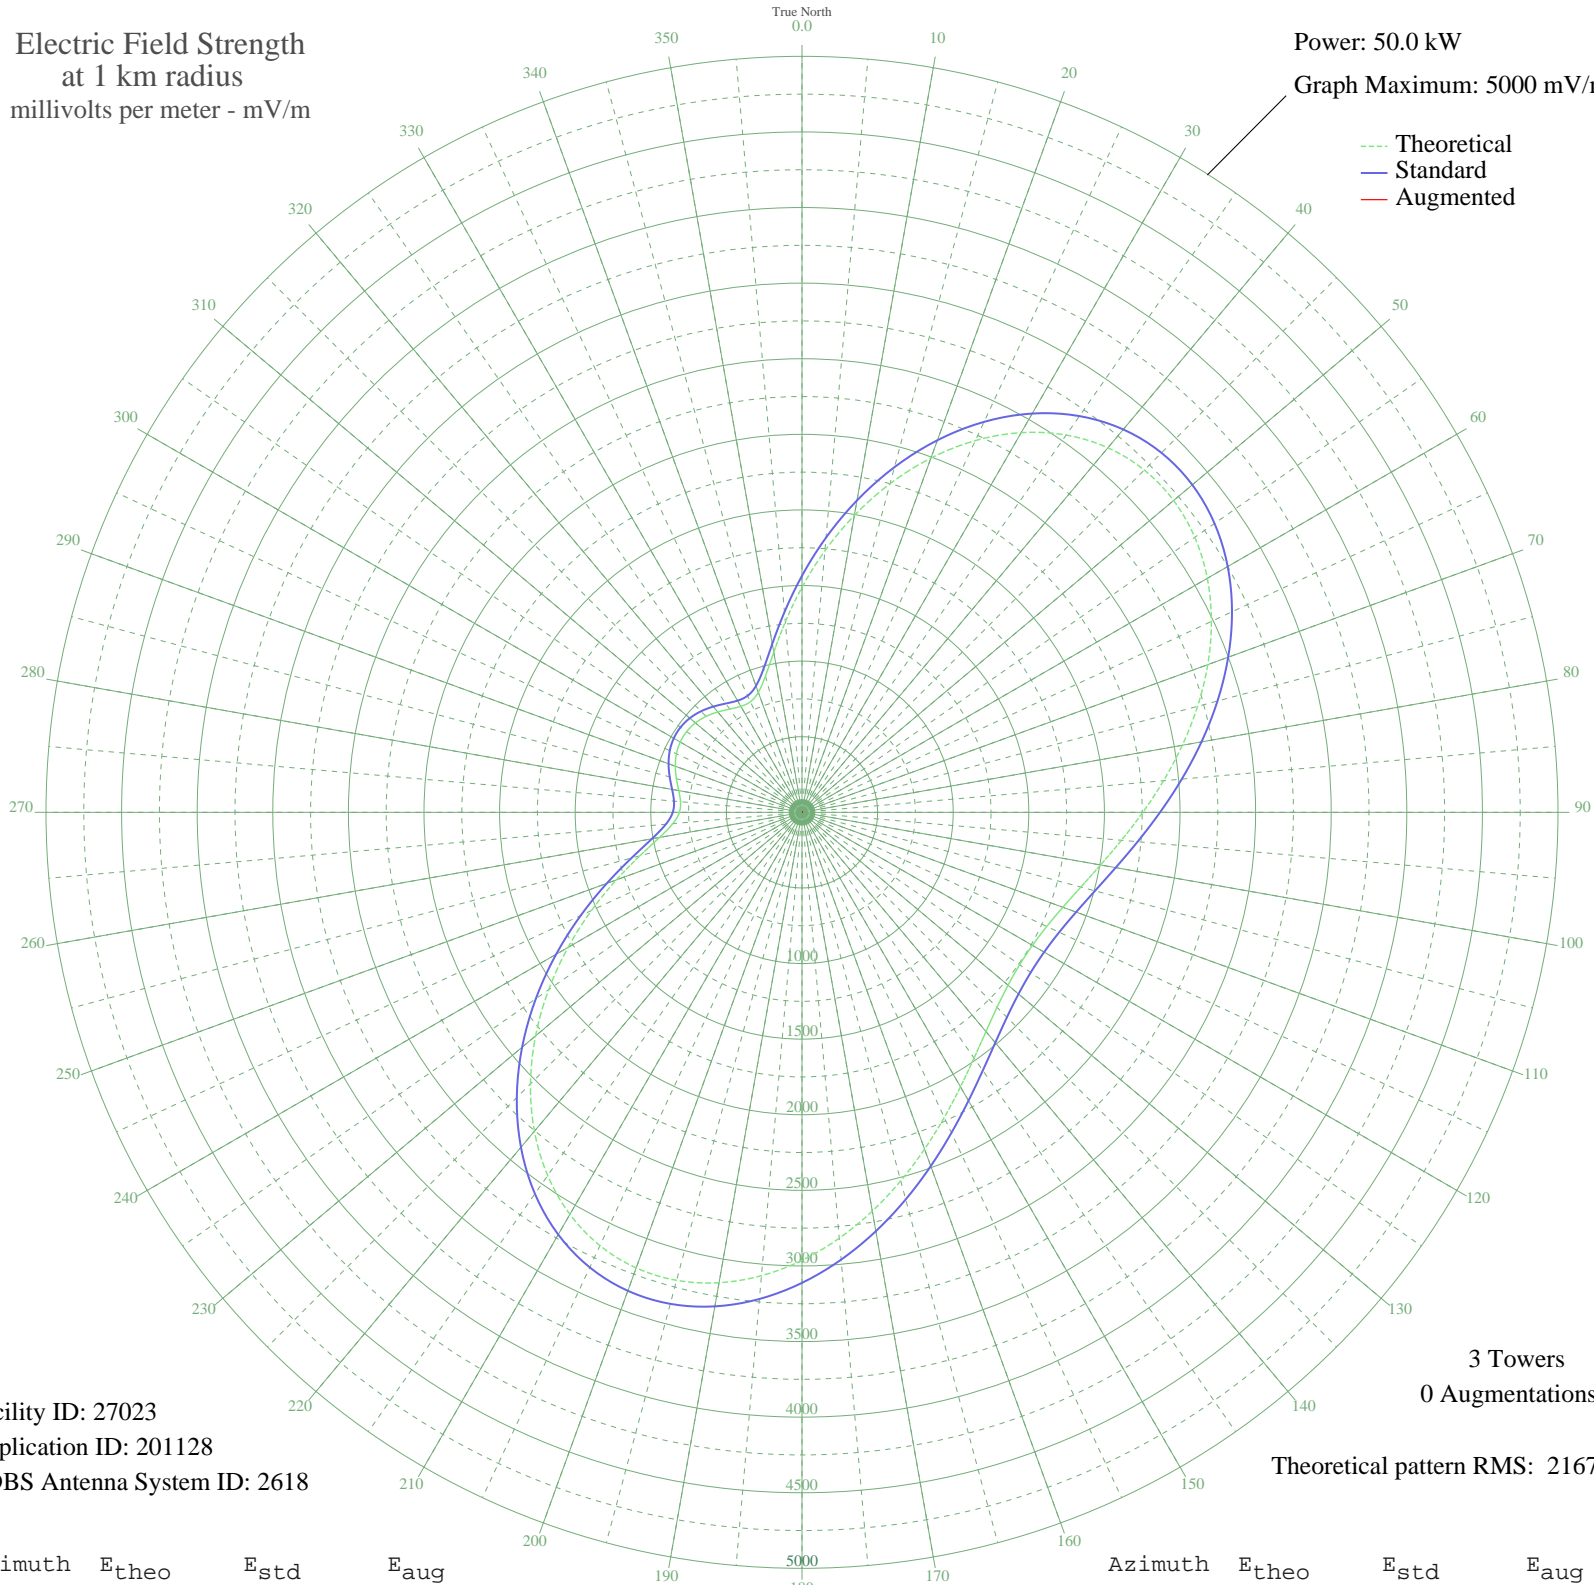 True North
0.0
Electric Field Strength
at 1 km radius
millivolts per meter - mV/m
Power: 50.0 kW
Graph Maximum: 5000 mV/
Theoretical
Standard
Augmented
350
10
340
20
330
30
320
40
310
50
300
60
290
70
280
80
270
90
260
100
250
110
240
120
230
130
220
140
210
150
200
160
190
170
1000
1500
2000
2500
3000
3500
4000
4500
5000
3 Towers
0 Augmentations
cility ID: 27023
plication ID: 201128
DBS Antenna System ID: 2618
Theoretical pattern RMS: 2167
imuth Etheo Estd Eaug
Azimuth Etheo Estd Eaug